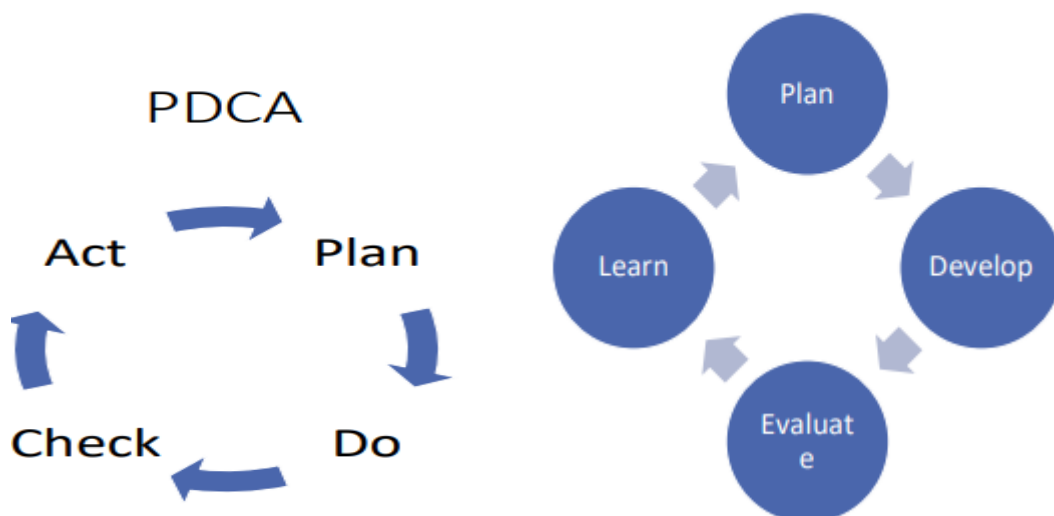 PDCA
Act
Plan
Check
Do
Plan
Learn
Develop
Evaluat
e